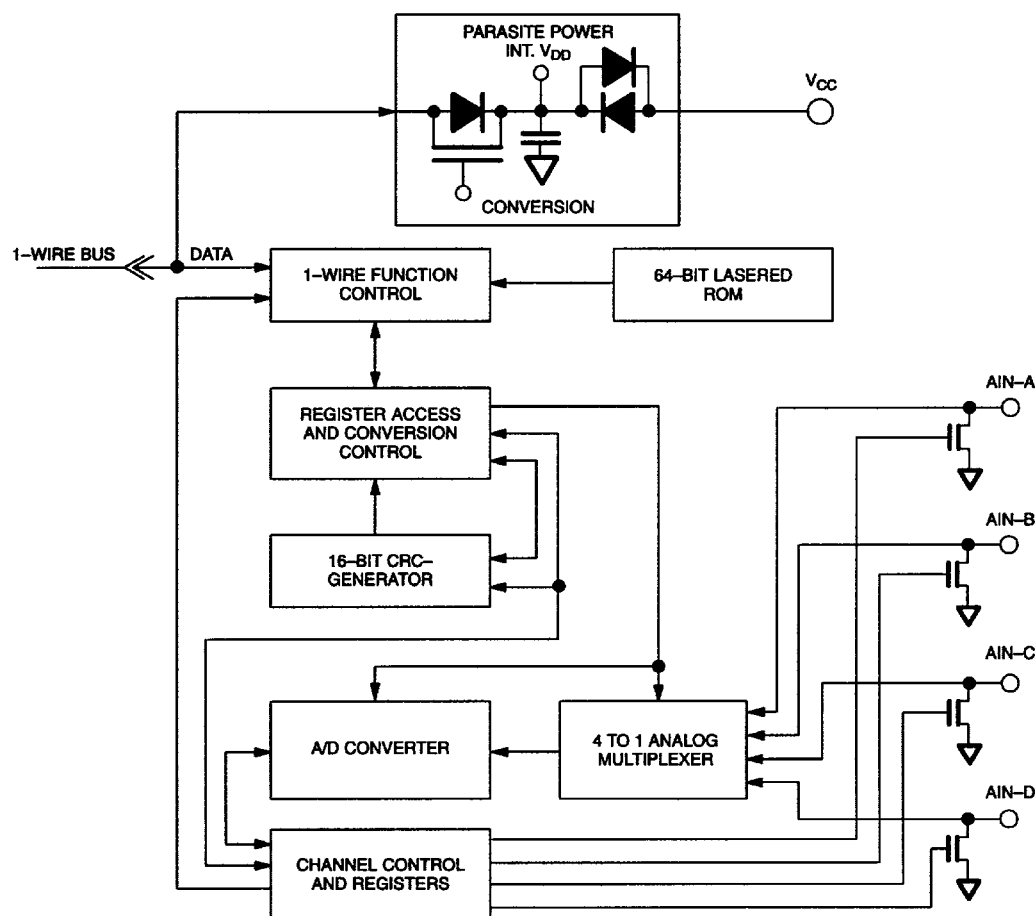 PARASITE POWER
INT. VDD
VCC
CONVERSION
1–WIRE BUS
DATA
1–WIRE FUNCTION
CONTROL
64–BIT LASERED
ROM
AIN–A
REGISTER ACCESS
AND CONVERSION
CONTROL
AIN–B
16–BIT CRC–
GENERATOR
AIN–C
A/D CONVERTER
4 TO 1 ANALOG
MULTIPLEXER
AIN–D
CHANNEL CONTROL
AND REGISTERS